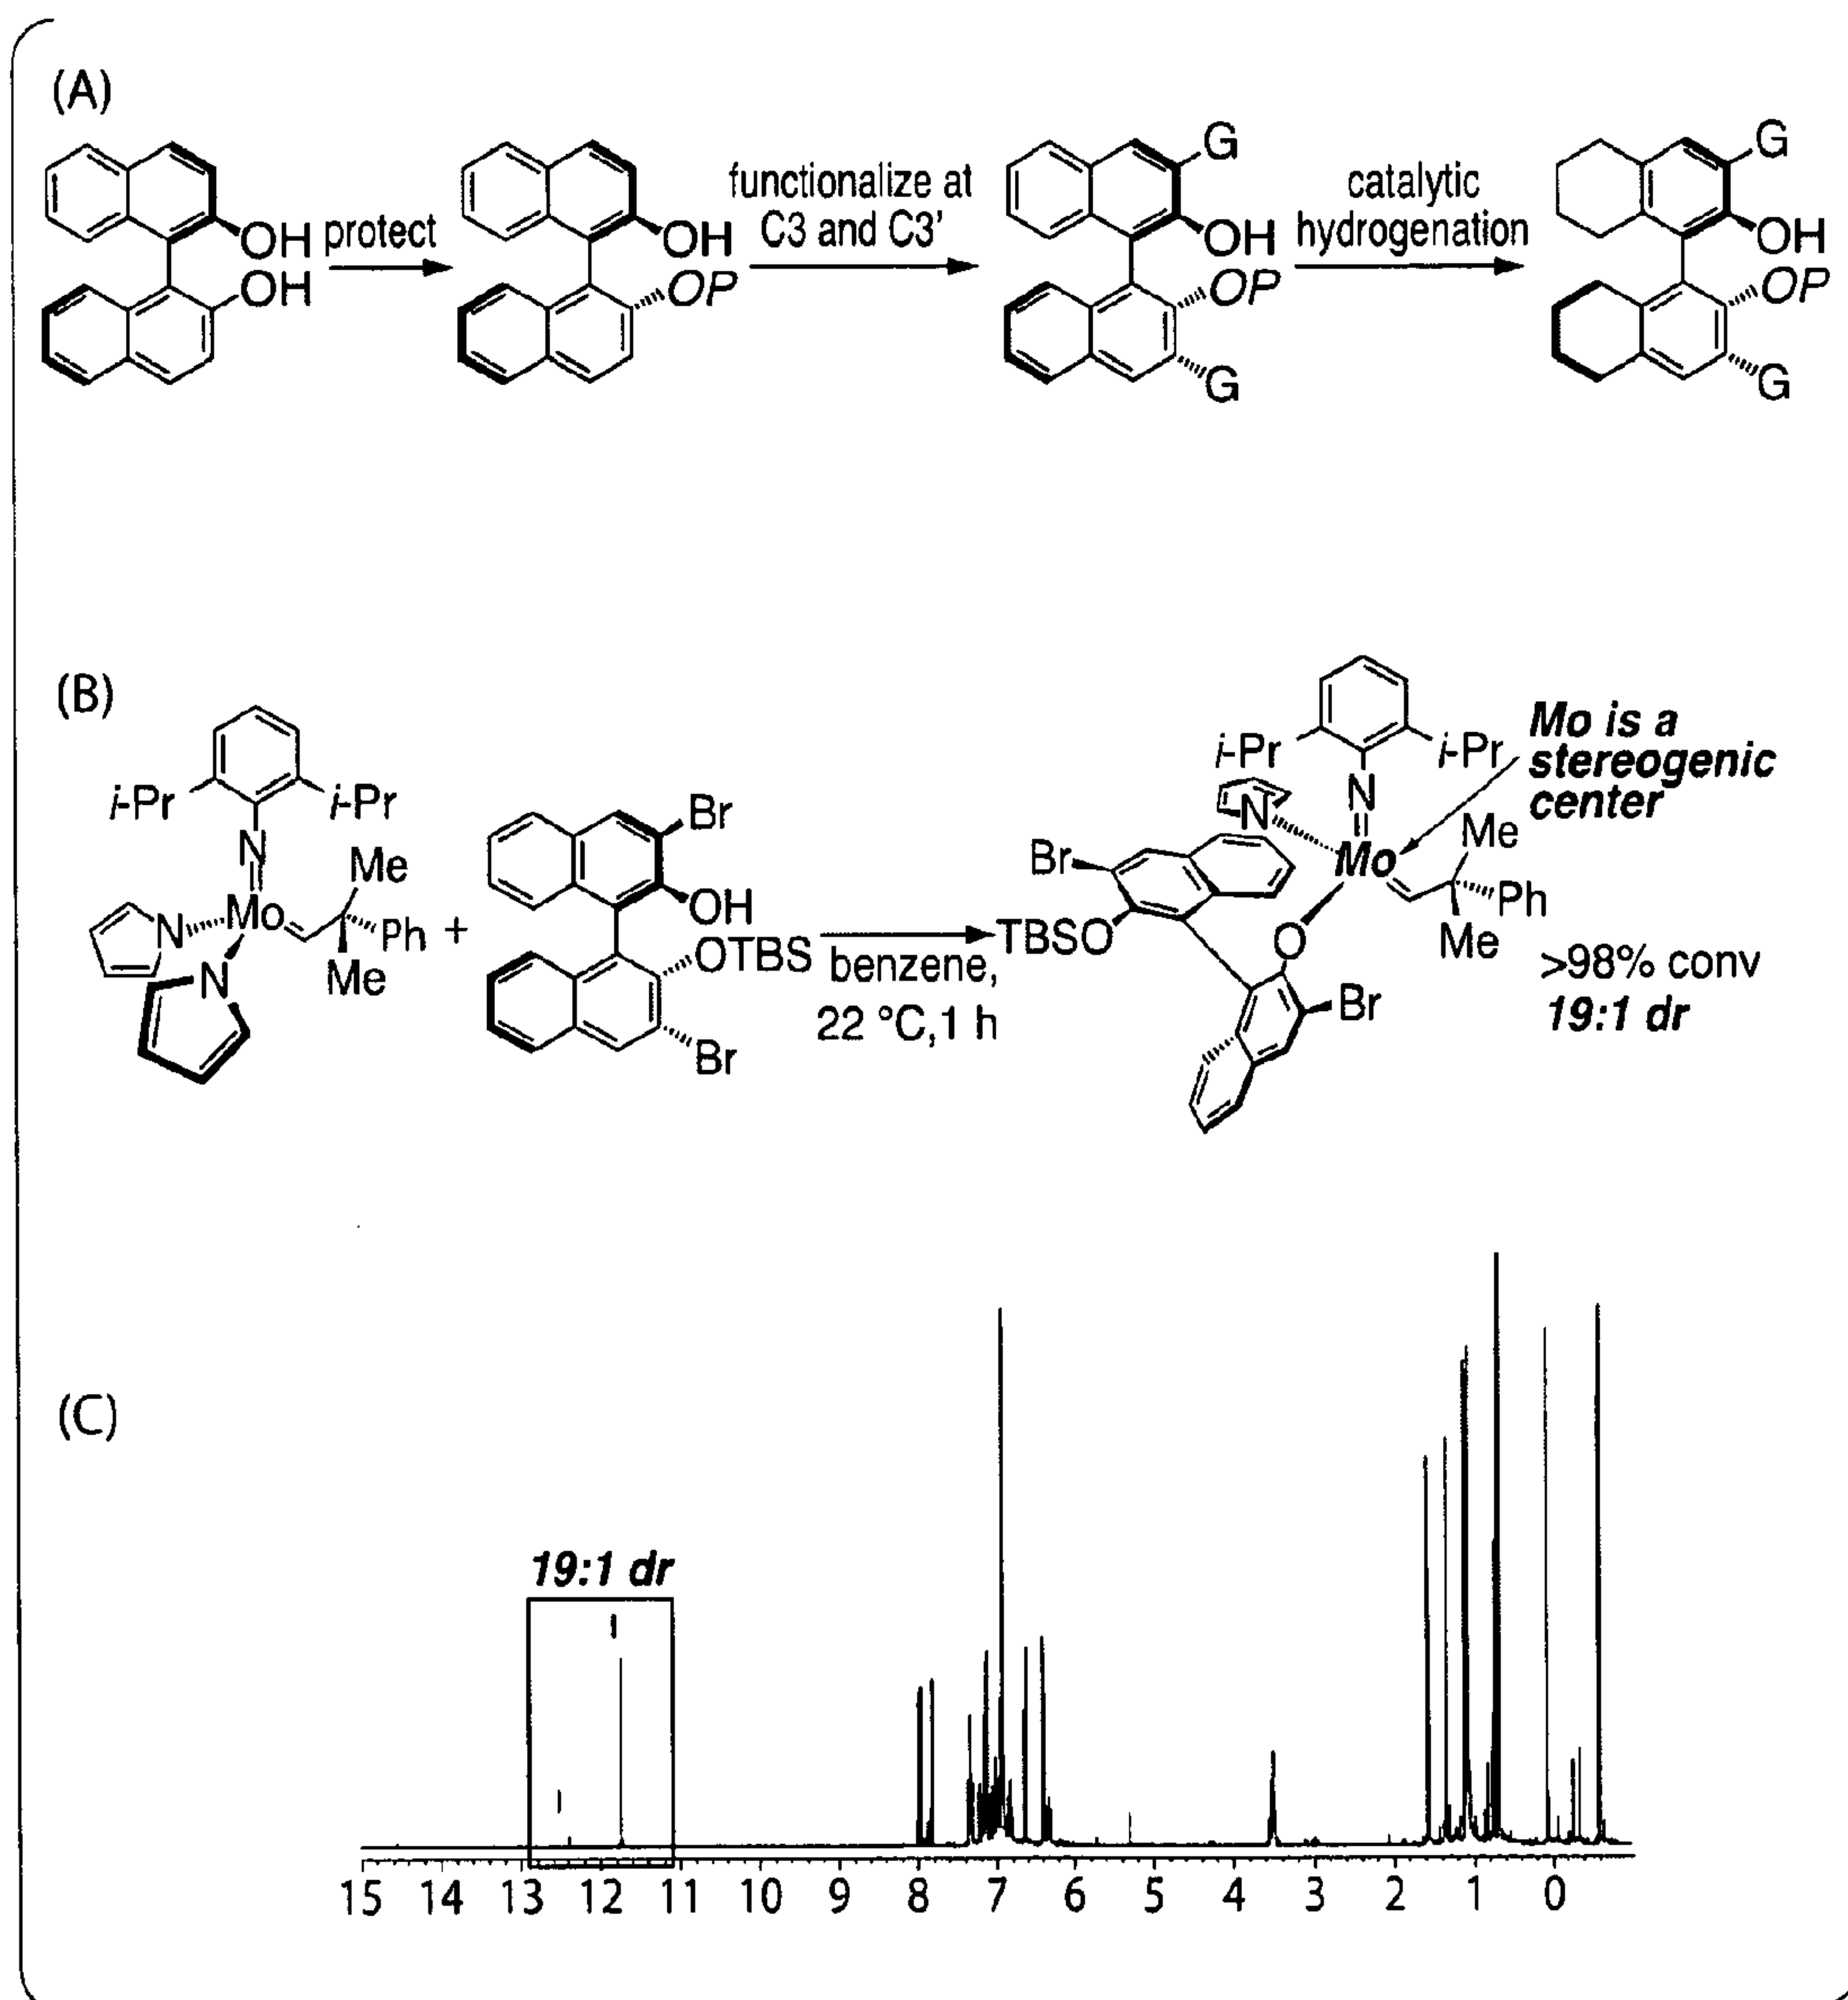 (A)
OH
OH
protect
OH
OP
functionalize at
C3 and C3'
G
OH
OP
G
catalytic
hydrogenation
G
OH
OP
G
(B)
i-Pr
i-Pr
N
Me
Mo
N
Ph
Me
N
+
Br
OH
OTBS
Br
benzene,
22 °C,1 h
i-Pr
i-Pr
N
N
Mo is a
stereogenic
center
Mo
Me
Ph
Me
Br
TBSO
O
Br
>98% conv
19:1 dr
(C)
19:1 dr
15 14 13 12 11 10 9 8 7 6 5 4 3 2 1 0